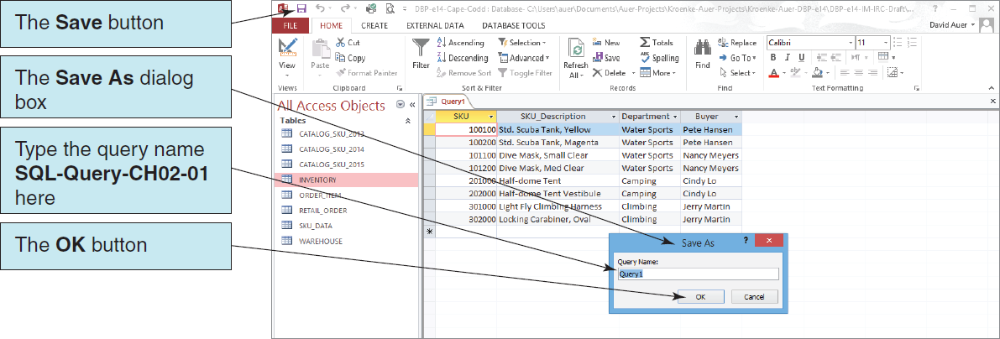 The Save button
The Save As dialog
box
Type the query name
SQL-Query-CH02-01
here
The OK button
DBP-e14-Cape-Codd : Database- C:\Users\auer\Documents\Auer-Projects\Kroenke-Auer-Projects\Kroenke-Auer-DBP-e14\DBP-e14-IM-IRC-Draft\...
?
FILE HOME CREATE EXTERNAL DATA DATABASE TOOLS David Auer
View
Views
Paste
Cut
Copy
Format Painter
Clipboard
Filter
Ascending
Descending
Remove Sort
Selection
Advanced
Toggle Filter
Sort & Filter
Refresh
All
New
Save
Delete
Totals
Spelling
More
Records
Find
Replace
Go To
Select
Find
Calibri 11
B I U
A
Text Formatting
All Access Objects
Tables
CATALOG_SKU_2013
CATALOG_SKU_2014
CATALOG_SKU_2015
INVENTORY
ORDER_ITEM
RETAIL_ORDER
SKU_DATA
WAREHOUSE
Query1
SKU SKU_Description Department Buyer
100100 Std. Scuba Tank, Yellow Water Sports Pete Hansen
100200 Std. Scuba Tank, Magenta Water Sports Pete Hansen
101100 Dive Mask, Small Clear Water Sports Nancy Meyers
101200 Dive Mask, Med Clear Water Sports Nancy Meyers
201000 Half-dome Tent Camping Cindy Lo
202000 Half-dome Tent Vestibule Camping Cindy Lo
301000 Light Fly Climbing Harness Climbing Jerry Martin
302000 Locking Carabiner, Oval Climbing Jerry Martin
Save As ?
Query Name:
Query1
OK Cancel